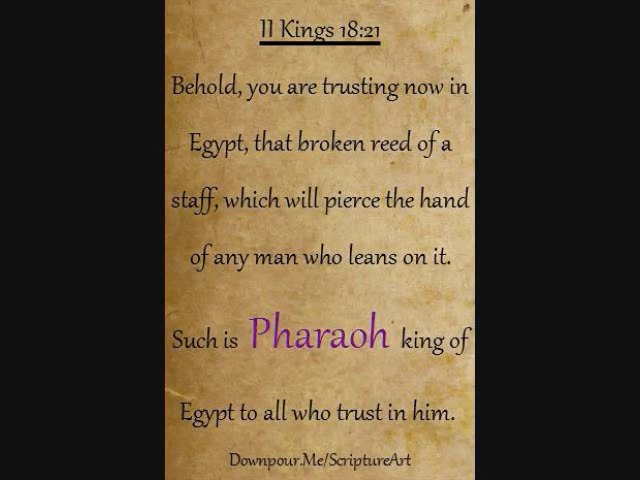 II Kings 18:21
Behold, you are trusting now in
Egypt, that broken reed of a
staff, which will pierce the hand
of any man who leans on it.
Such is Pharaoh king of
Egypt to all who trust in him.
Downpour.Me/ScriptureArt